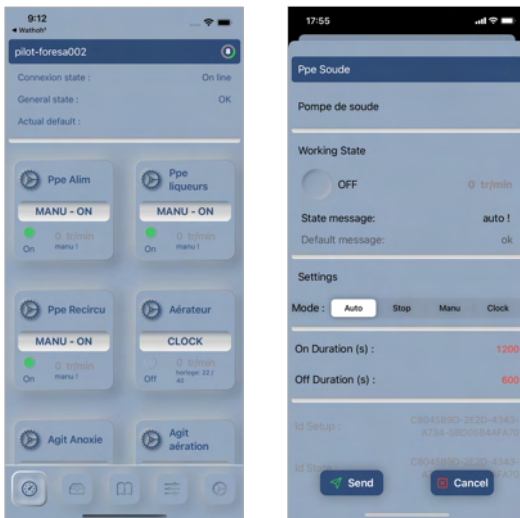 9:12
◀ Wathoh°
pilot-foresa002
Connexion state : On line
General state : OK
Actual default :
Ppe Alim
MANU - ON
0 tr/min
On manu !
Ppe liqueurs
MANU - ON
0 tr/min
On manu !
Ppe Recircu
MANU - ON
0 tr/min
On manu !
Aérateur
CLOCK
0 tr/min
Off horloge: 22 /
40
Agit Anoxie
Agit
aération
17:55
Ppe Soude
Pompe de soude
Working State
OFF 0 tr/min
State message: auto !
Default message: ok
Settings
Mode : Auto Stop Manu Clock
On Duration (s) : 1200
Off Duration (s) : 600
Id Setup :
Id State
Send Cancel